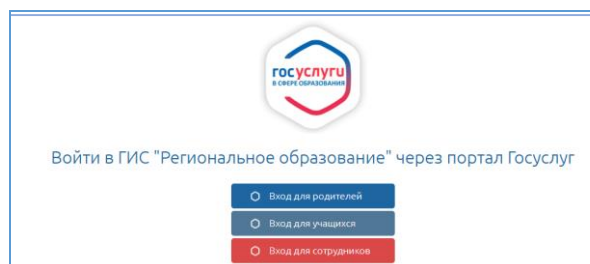 госуслуги
В СФЕРЕ ОБРАЗОВАНИЯ
Войти в ГИС "Региональное образование" через портал Госуслуг
Вход для родителей
Вход для учащихся
Вход для сотрудников